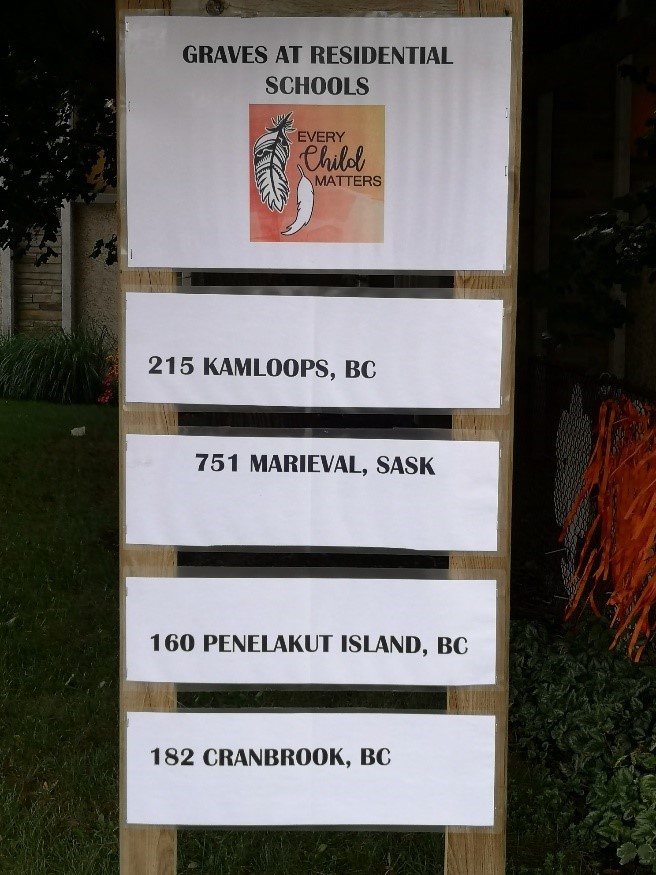 GRAVES AT RESIDENTIAL
SCHOOLS
EVERY
Child
MATTERS
215 KAMLOOPS, BC
751 MARIEVAL, SASK
160 PENELAKUT ISLAND, BC
182 CRANBROOK, BC